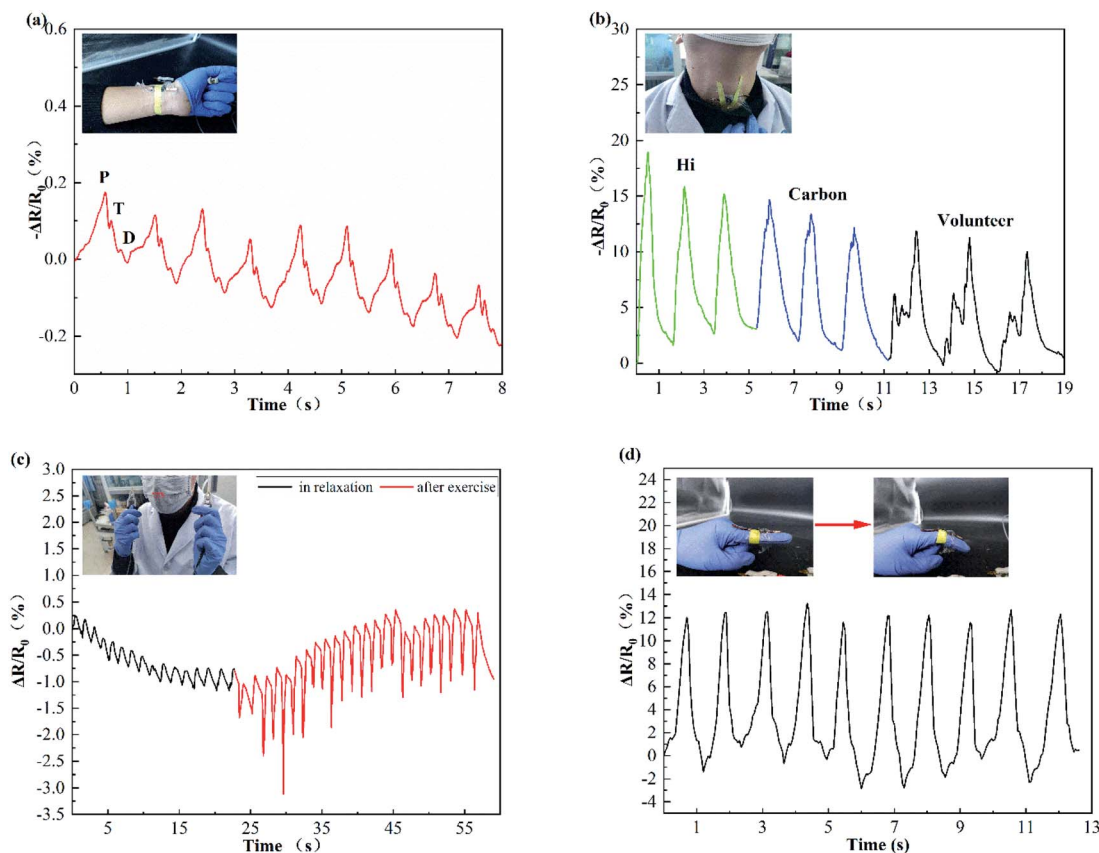 (a)
0.6
0.4
0.2
0.0
-0.2
-ΔR/R0（%）
P
T
D
0 1 2 3 4 5 6 7 8
Time（s）
(b)
30
25
20
15
10
5
0
-ΔR/R0（%）
Hi
Carbon
Volunteer
1 3 5 7 9 11 13 15 17 19
Time（s）
(c)
3.0
2.5
2.0
1.5
1.0
0.5
0.0
-0.5
-1.0
-1.5
-2.0
-2.5
-3.0
-3.5
ΔR/R0（%）
in relaxation after exercise
5 15 25 35 45 55
Time （s）
(d)
24
22
20
18
16
14
12
10
8
6
4
2
0
-2
-4
ΔR/R0（%）
1 3 5 7 9 11 13
Time (s)